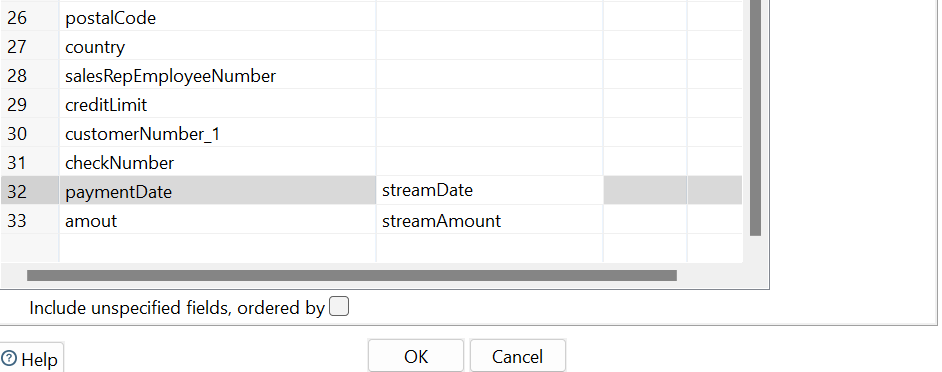 26 postalCode
27 country
28 salesRepEmployeeNumber
29 creditLimit
30 customerNumber_1
31 checkNumber
32 paymentDate streamDate
33 amout streamAmount
Include unspecified fields, ordered by
? Help OK Cancel